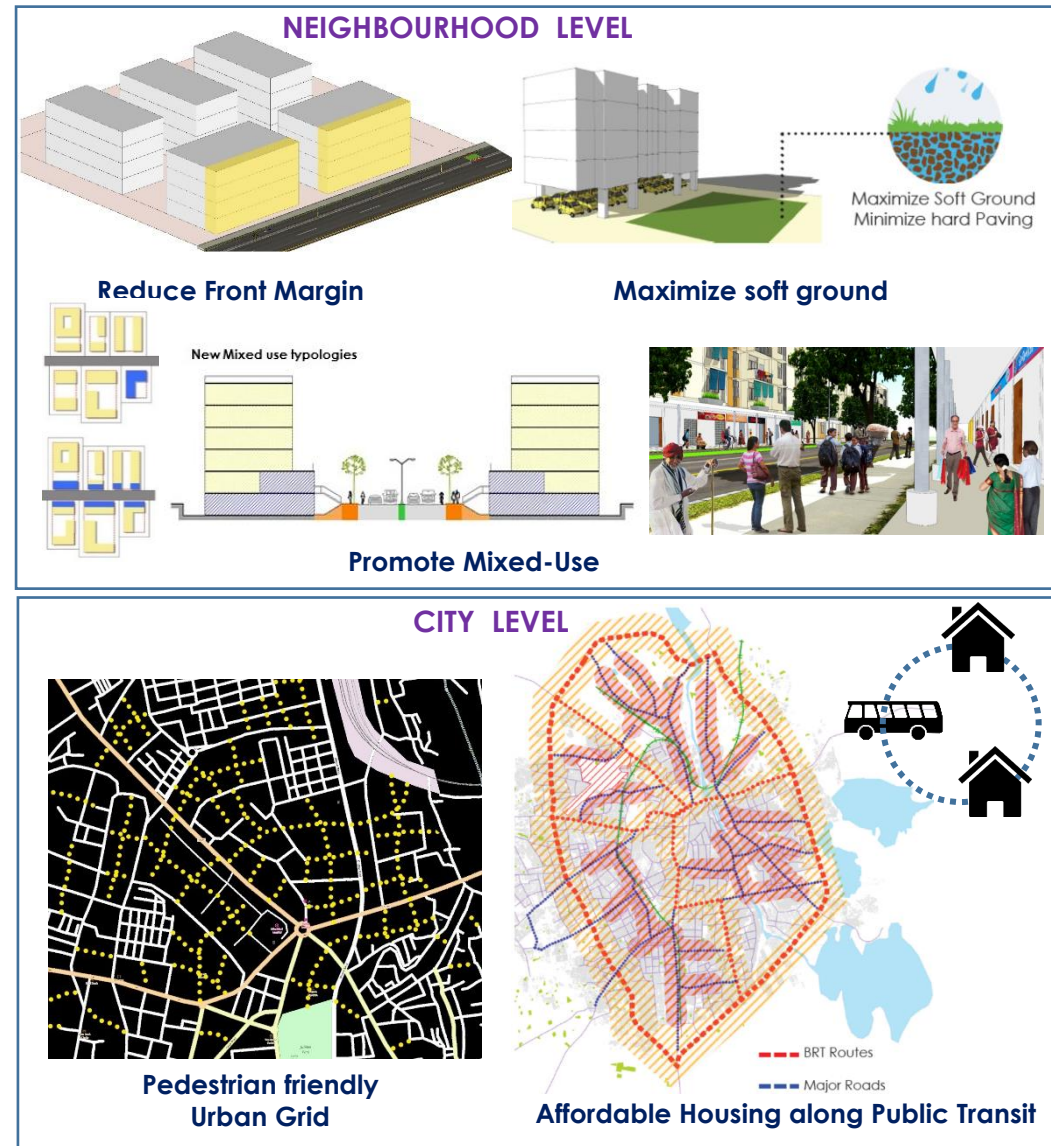 NEIGHBOURHOOD LEVEL
Maximize Soft Ground
Minimize hard Paving
Reduce Front Margin
Maximize soft ground
New Mixed use typologies
Promote Mixed-Use
CITY LEVEL
BRT Routes
Major Roads
Pedestrian friendly
Urban Grid
Affordable Housing along Public Transit